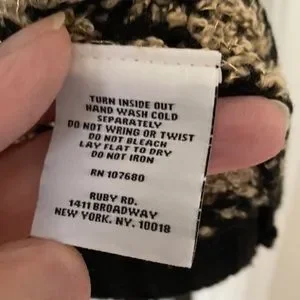 TURN INSIDE OUT
HAND WASH COLD
SEPARATELY
DO NOT WRING OR TWIST
DO NOT BLEACH
LAY FLAT TO DRY
DO NOT IRON
RN 107680
RUBY RD.
1411 BROADWAY
NEW YORK. NY. 10018